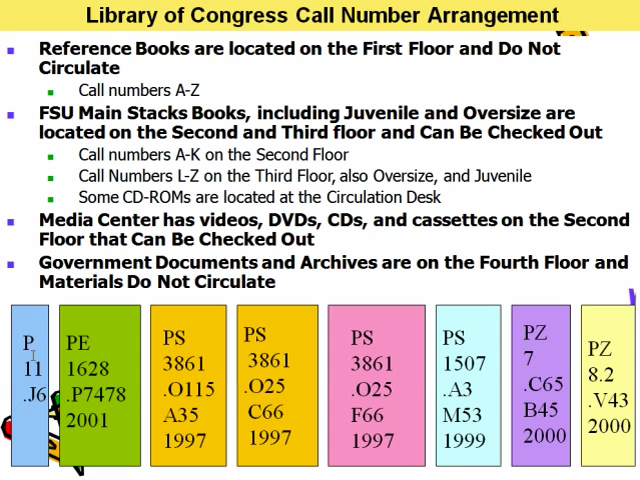 Library of Congress Call Number Arrangement
Reference Books are located on the First Floor and Do Not
Circulate
Call numbers A-Z
FSU Main Stacks Books, including Juvenile and Oversize are
located on the Second and Third floor and Can Be Checked Out
Call numbers A-K on the Second Floor
Call Numbers L-Z on the Third Floor, also Oversize, and Juvenile
Some CD-ROMs are located at the Circulation Desk
Media Center has videos, DVDs, CDs, and cassettes on the Second
Floor that Can Be Checked Out
Government Documents and Archives are on the Fourth Floor and
Materials Do Not Circulate
P
11
.J6
PE
1628
.P7478
2001
PS
3861
.O115
A35
1997
PS
3861
.O25
C66
1997
PS
3861
.O25
F66
1997
PS
1507
.A3
M53
1999
PZ
7
.C65
B45
2000
PZ
8.2
.V43
2000